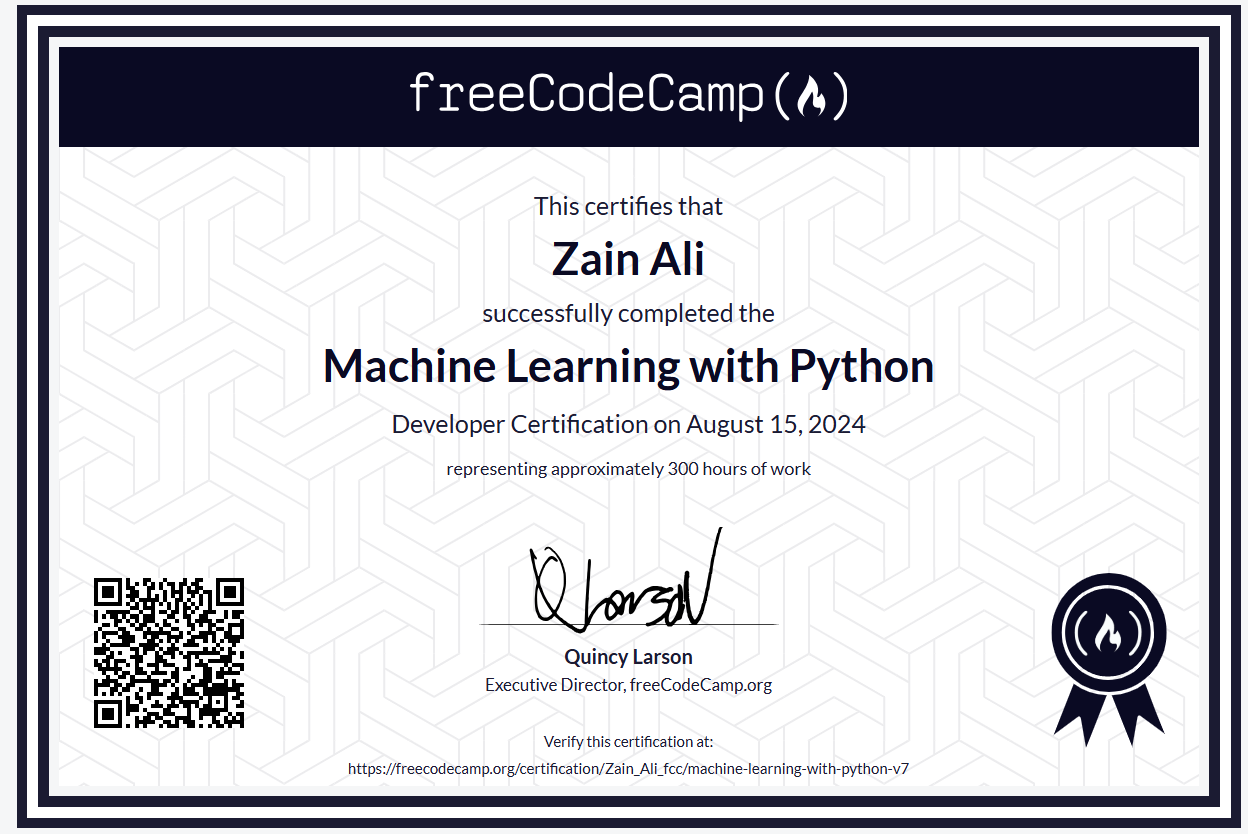 freeCodeCamp
This certifies that
Zain Ali
successfully completed the
Machine Learning with Python
Developer Certification on August 15, 2024
representing approximately 300 hours of work
Q Larson
Quincy Larson
Executive Director, freeCodeCamp.org
Verify this certification at:
https://freecodecamp.org/certification/Zain_Ali_fcc/machine-learning-with-python-v7